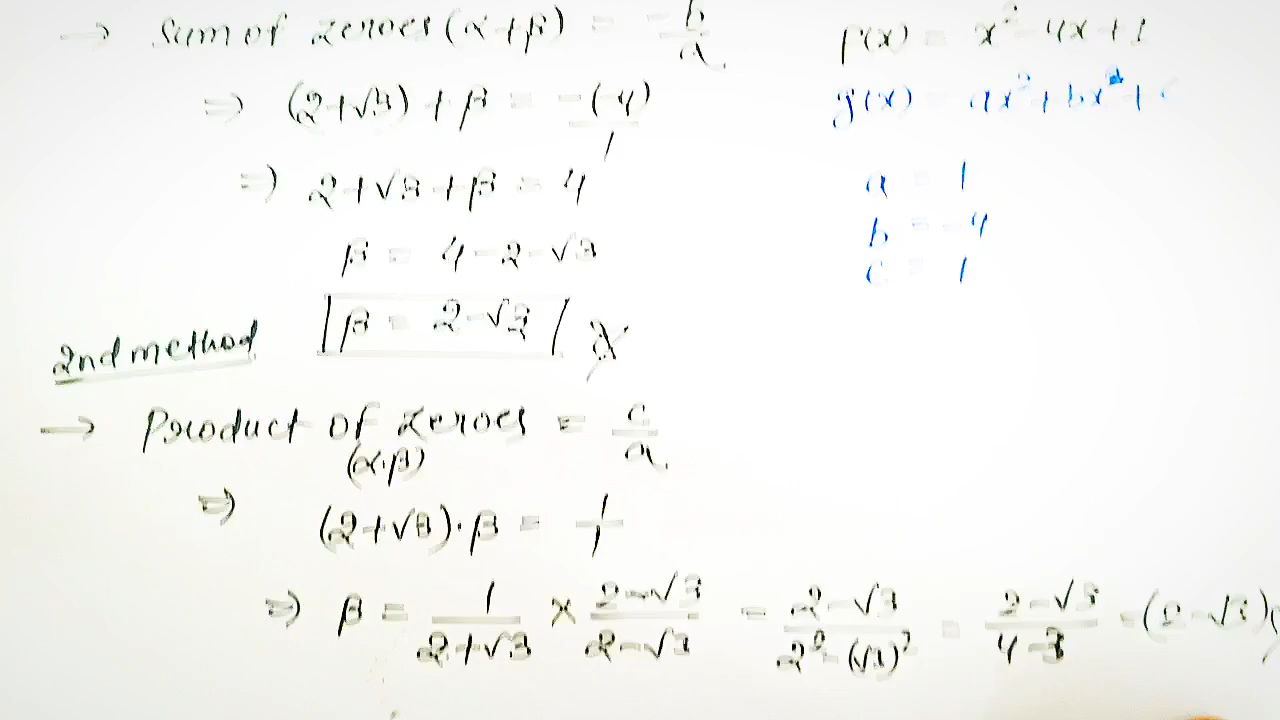 → Sum of zeroes (α+β) = -b/a
⇒ (2+√3) + β = -(-4)/1
⇒ 2+√3+β = 4
β = 4-2-√3
β = 2-√3
p(x) = x²-4x+1
g(x) = ax²+bx²+c
a = 1
b = -4
c = 1
2nd method
→ Product of zeroes = c/a
(α.β)
⇒ (2+√3).β = 1/1
⇒ β = 1/2+√3 × 2-√3/2-√3 = 2-√3/2²-(√3)² = 2-√3/4-3 = (2-√3)